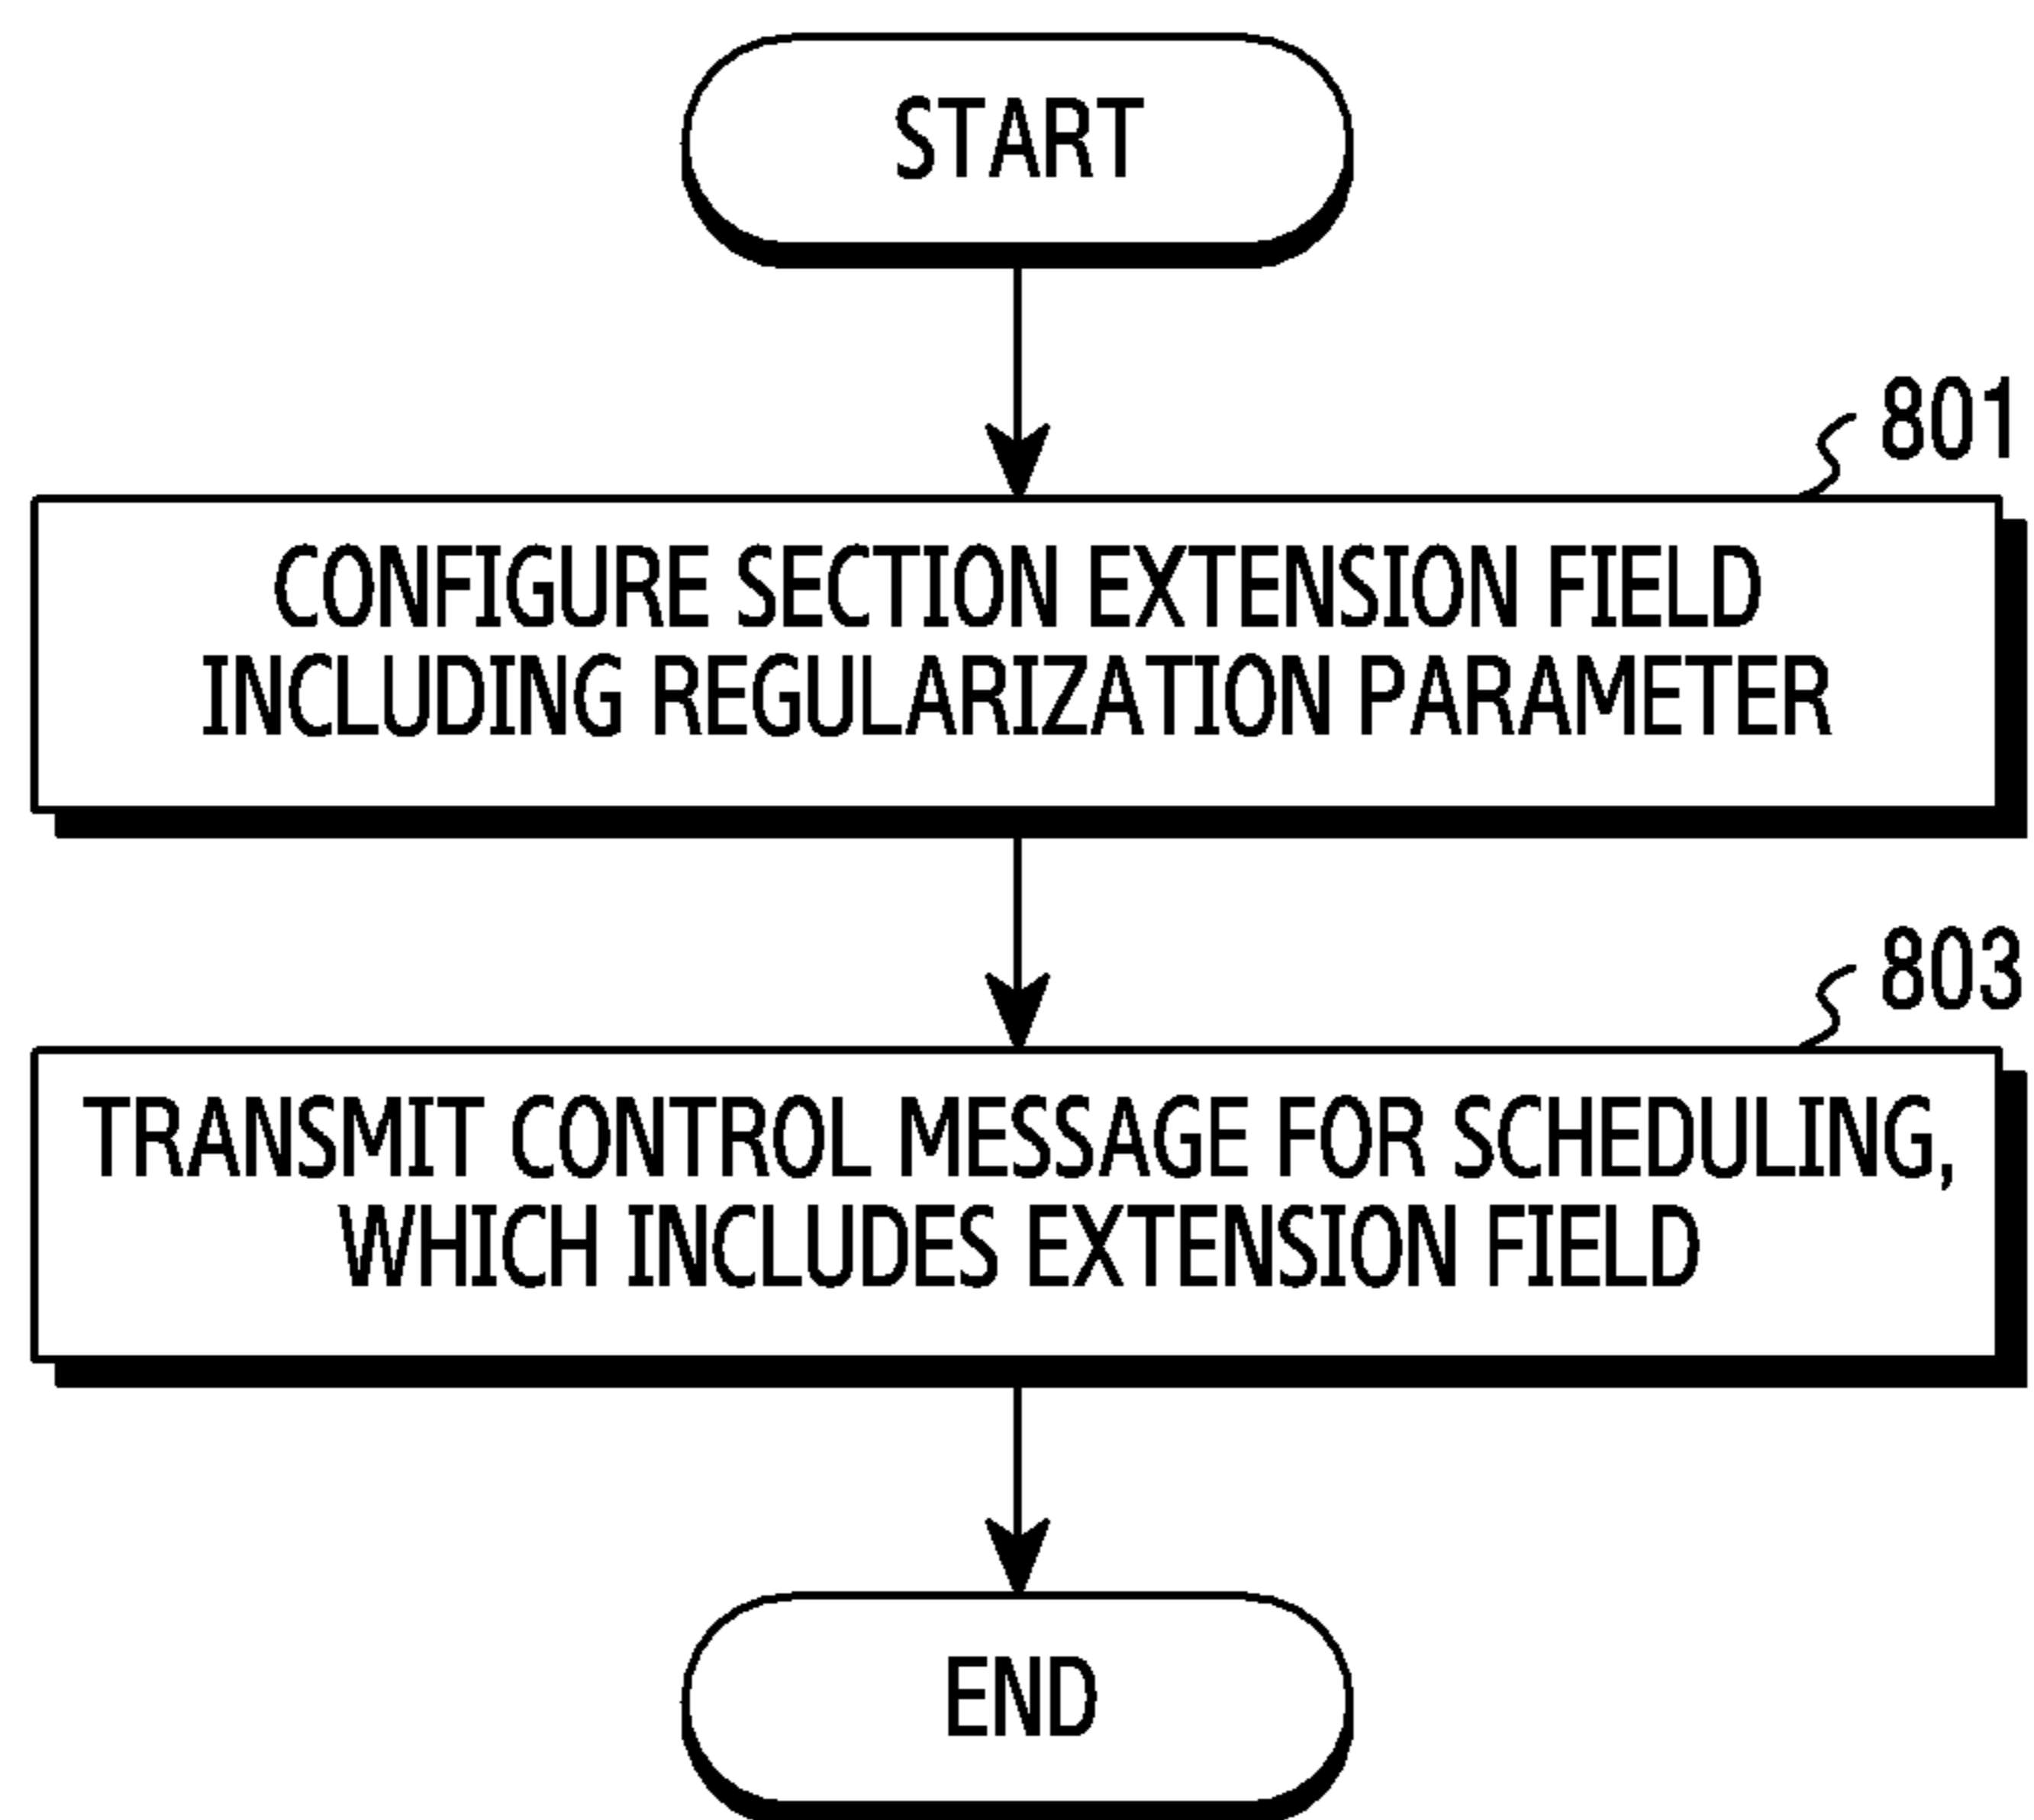 START
801
CONFIGURE SECTION EXTENSION FIELD
INCLUDING REGULARIZATION PARAMETER
803
TRANSMIT CONTROL MESSAGE FOR SCHEDULING,
WHICH INCLUDES EXTENSION FIELD
END